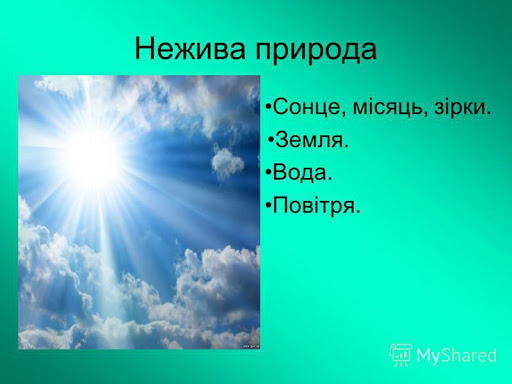 Нежива природа
•Сонце, місяць, зірки.
•Земля.
•Вода.
•Повітря.
MyShared